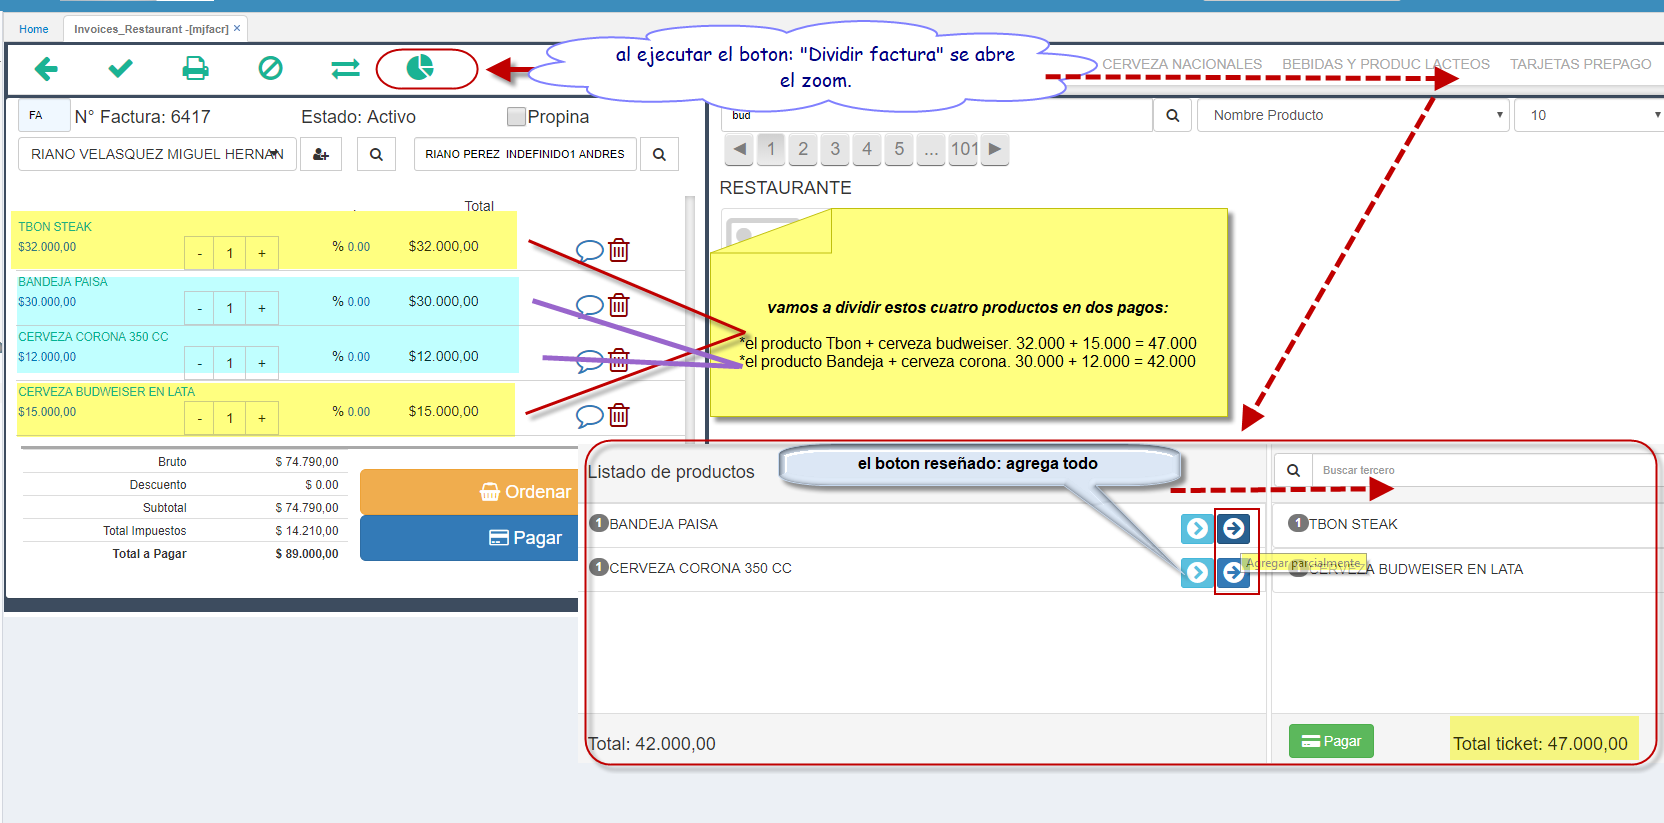 Home
Invoices_Restaurant -[mjfacr] ×
al ejecutar el boton: "Dividir factura" se abre
el zoom.
CERVEZA NACIONALES
BEBIDAS Y PRODUC LACTEOS
TARJETAS PREPAGO
FA
N° Factura: 6417
Estado: Activo
Propina
bud
Nombre Producto
10
RIANO VELASQUEZ MIGUEL HERNAN
RIANO PEREZ INDEFINIDO1 ANDRES
1 2 3 4 5 ... 101
RESTAURANTE
Total
TBON STEAK
$32.000,00
- 1 +
% 0.00
$32.000,00
BANDEJA PAISA
$30.000,00
- 1 +
% 0.00
$30.000,00
CERVEZA CORONA 350 CC
$12.000,00
- 1 +
% 0.00
$12.000,00
CERVEZA BUDWEISER EN LATA
$15.000,00
- 1 +
% 0.00
$15.000,00
vamos a dividir estos cuatro productos en dos pagos:
*el producto Tbon + cerveza budweiser. 32.000 + 15.000 = 47.000
*el producto Bandeja + cerveza corona. 30.000 + 12.000 = 42.000
Bruto $ 74.790,00
Descuento $ 0.00
Subtotal $ 74.790,00
Total Impuestos $ 14.210,00
Total a Pagar $ 89.000,00
Ordenar
Pagar
Listado de productos
el boton reseñado: agrega todo
Buscar tercero
1 BANDEJA PAISA
1 CERVEZA CORONA 350 CC
1 TBON STEAK
Agregar parcialmente
CERVEZA BUDWEISER EN LATA
Total: 42.000,00
Pagar
Total ticket: 47.000,00